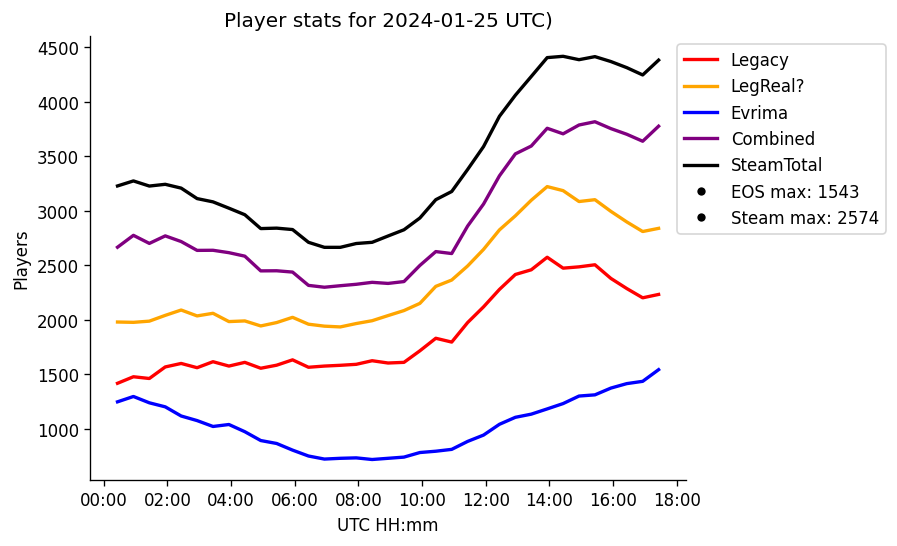 Player stats for 2024-01-25 UTC)
4500
4000
3500
3000
2500
2000
1500
1000
Players
00:00 02:00 04:00 06:00 08:00 10:00 12:00 14:00 16:00 18:00
UTC HH:mm
Legacy
LegReal?
Evrima
Combined
SteamTotal
EOS max: 1543
Steam max: 2574